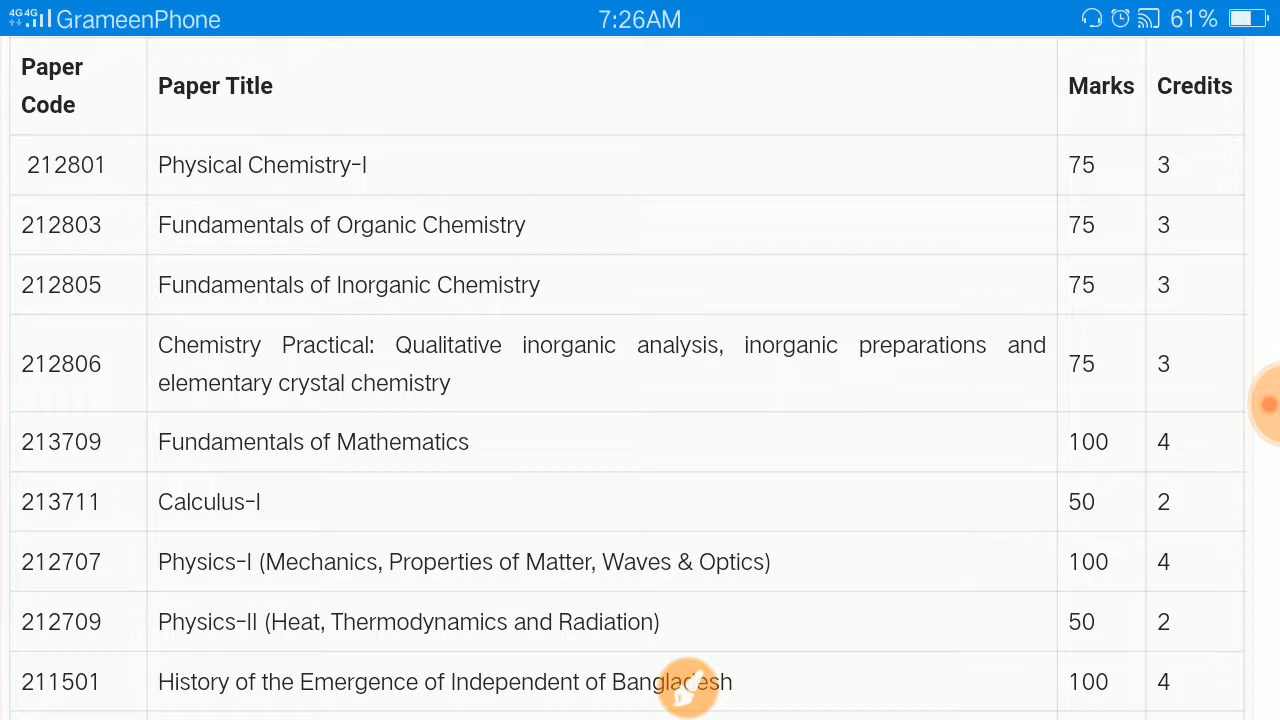 4G4G GrameenPhone 7:26AM 61%
Paper Code Paper Title Marks Credits
212801 Physical Chemistry-I 75 3
212803 Fundamentals of Organic Chemistry 75 3
212805 Fundamentals of Inorganic Chemistry 75 3
212806 Chemistry Practical: Qualitative inorganic analysis, inorganic preparations and elementary crystal chemistry 75 3
213709 Fundamentals of Mathematics 100 4
213711 Calculus-I 50 2
212707 Physics-I (Mechanics, Properties of Matter, Waves & Optics) 100 4
212709 Physics-II (Heat, Thermodynamics and Radiation) 50 2
211501 History of the Emergence of Independent of Bangladesh 100 4